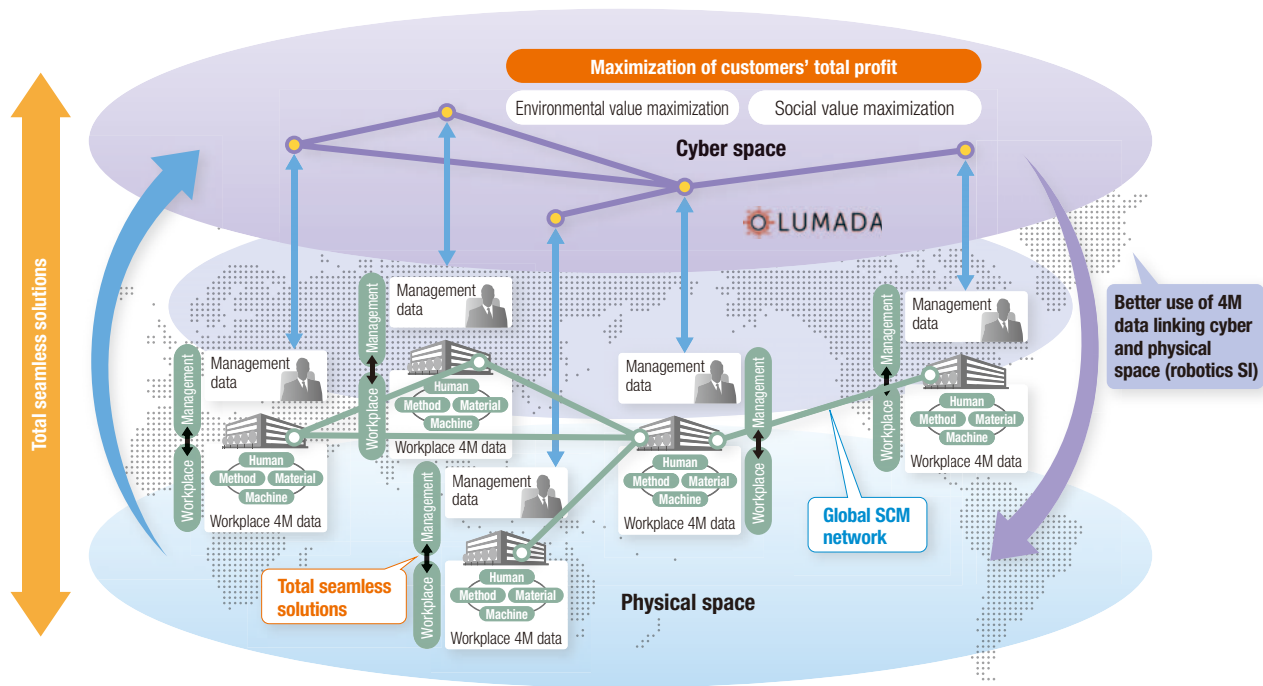 Maximization of customers' total profit
Environmental value maximization
Social value maximization
Cyber space
LUMADA
Total seamless solutions
Better use of 4M
data linking cyber
and physical
space (robotics SI)
Management
Workplace
Management
data
Human
Method
Material
Machine
Workplace 4M data
Management
Workplace
Management
data
Human
Method
Material
Machine
Workplace 4M data
Management
Workplace
Management
data
Human
Method
Material
Machine
Workplace 4M data
Management
Workplace
Management
data
Human
Method
Material
Machine
Workplace 4M data
Management
Workplace
Management
data
Human
Method
Material
Machine
Workplace 4M data
Global SCM
network
Total seamless
solutions
Physical space